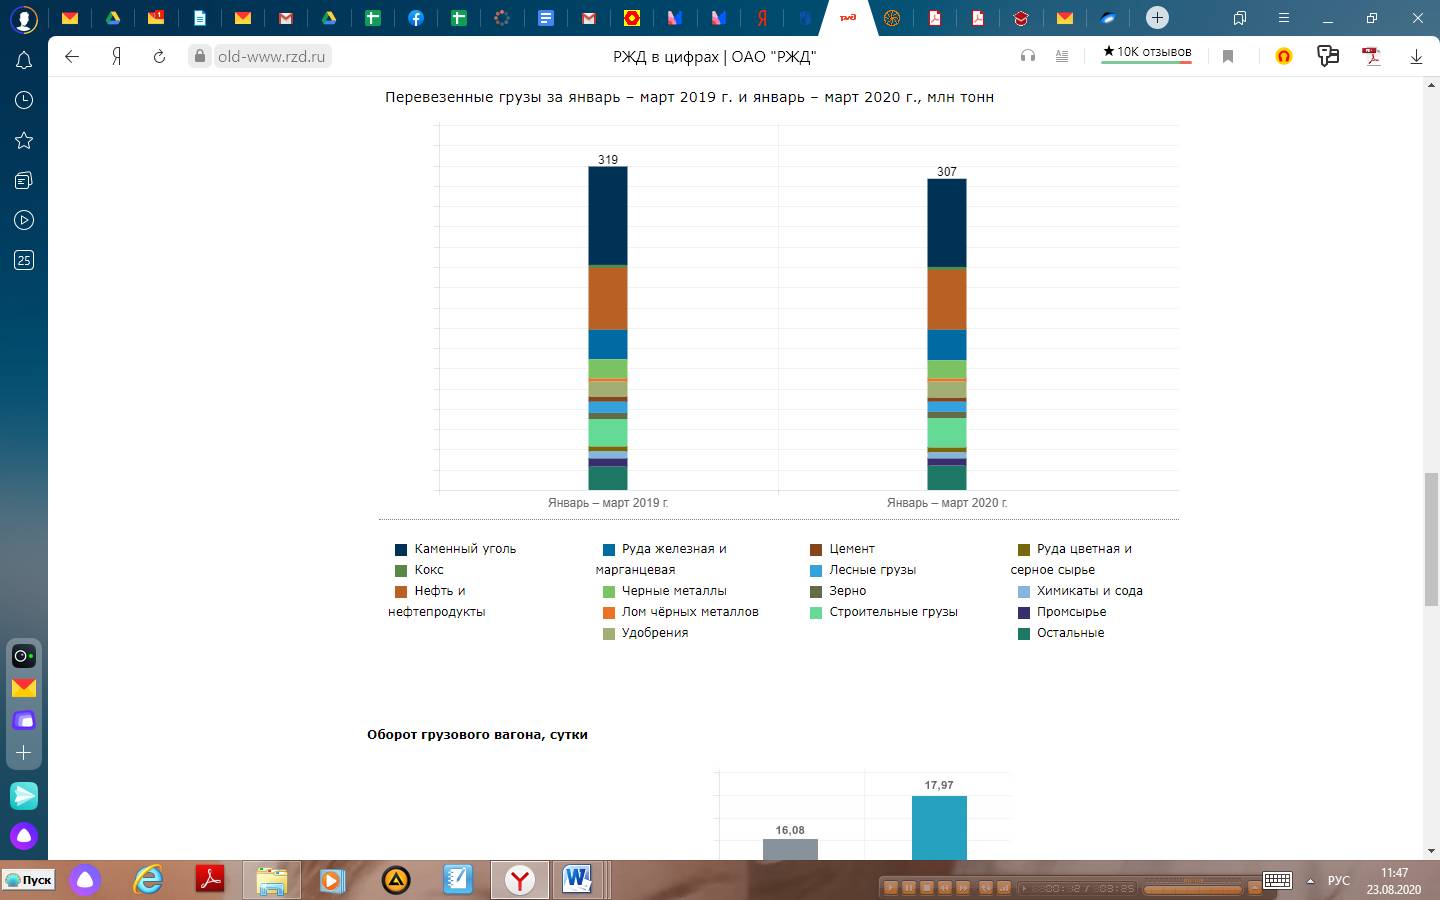 old-www.rzd.ru
РЖД в цифрах | ОАО "РЖД"
★ 10К отзывов
25
Перевезенные грузы за январь – март 2019 г. и январь – март 2020 г., млн тонн
319
307
Январь – март 2019 г.
Январь – март 2020 г.
Каменный уголь
Кокс
Нефть и
нефтепродукты
Руда железная и
марганцевая
Черные металлы
Лом чёрных металлов
Удобрения
Цемент
Лесные грузы
Зерно
Строительные грузы
Руда цветная и
серное сырье
Химикаты и сода
Промсырье
Остальные
Оборот грузового вагона, сутки
16,08
17,97
Пуск
РУС
11:47
23.08.2020